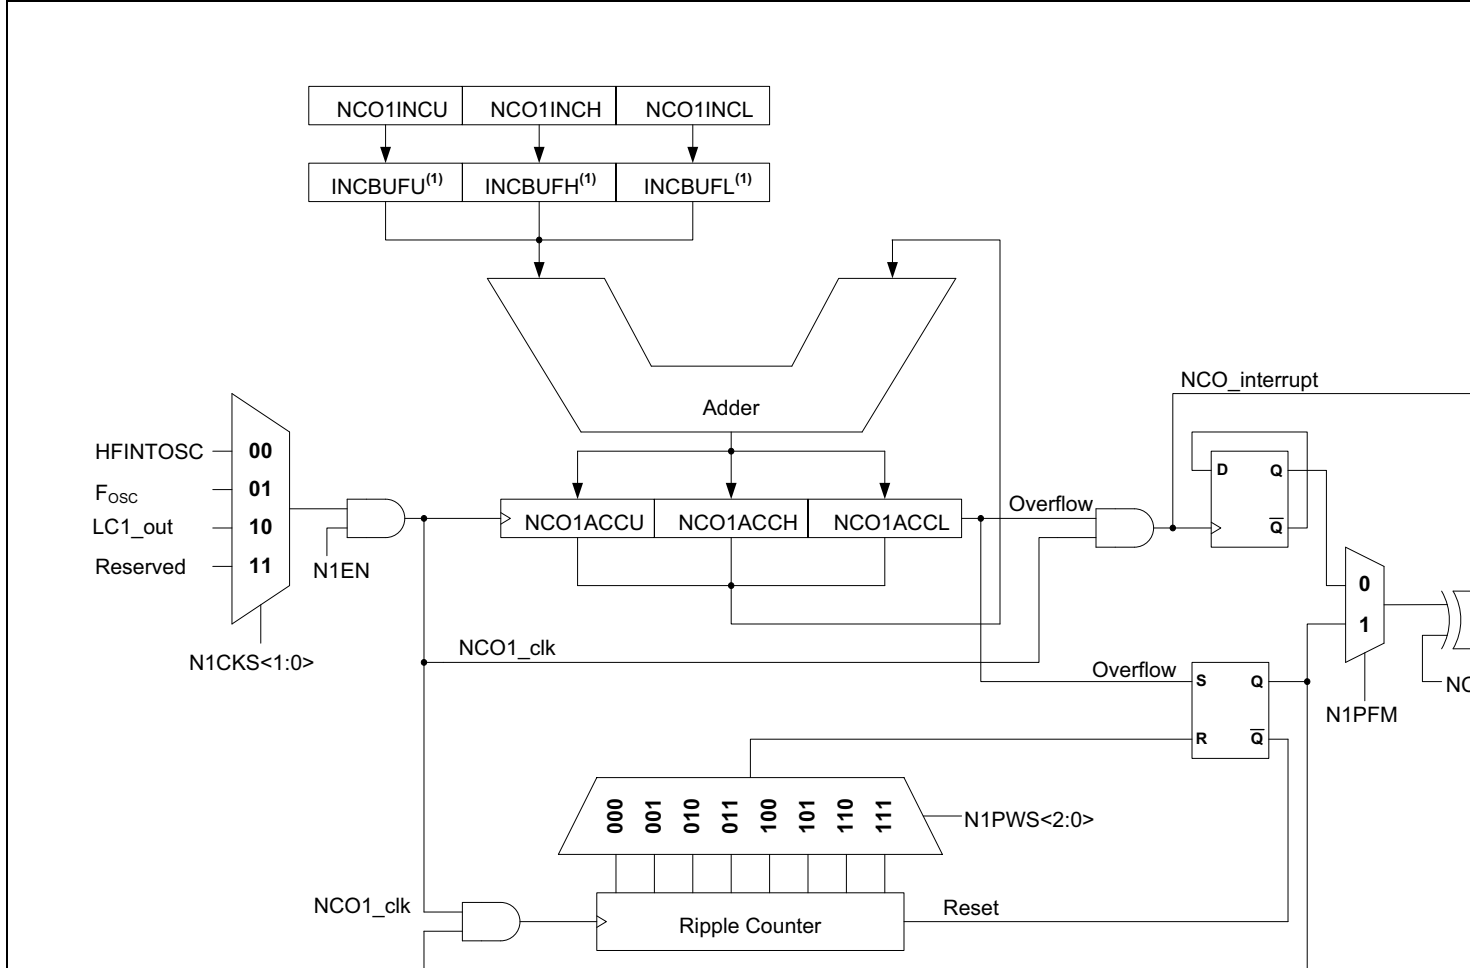 NCO1INCU NCO1INCH NCO1INCL
INCBUFU(1) INCBUFH(1) INCBUFL(1)
Adder
NCO_interrupt
HFINTOSC 00
FOSC 01
LC1_out 10
Reserved 11
N1EN
N1CKS<1:0>
NCO1ACCU NCO1ACCH NCO1ACCL
Overflow
D Q
Q̅
0
1
N1PFM
NCO1_clk
Overflow
S Q
R Q̅
000 001 010 011 100 101 110 111
N1PWS<2:0>
NCO1_clk
Ripple Counter
Reset